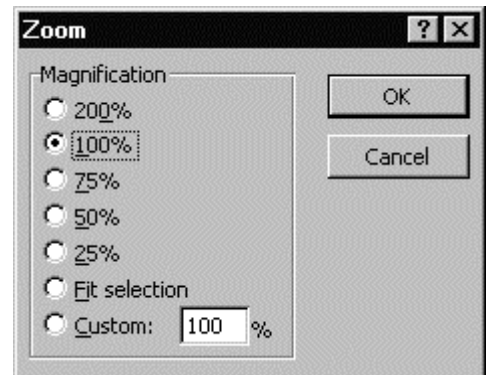 Zoom
Magnification
200%
100%
75%
50%
25%
Fit selection
Custom: 100 %
OK
Cancel